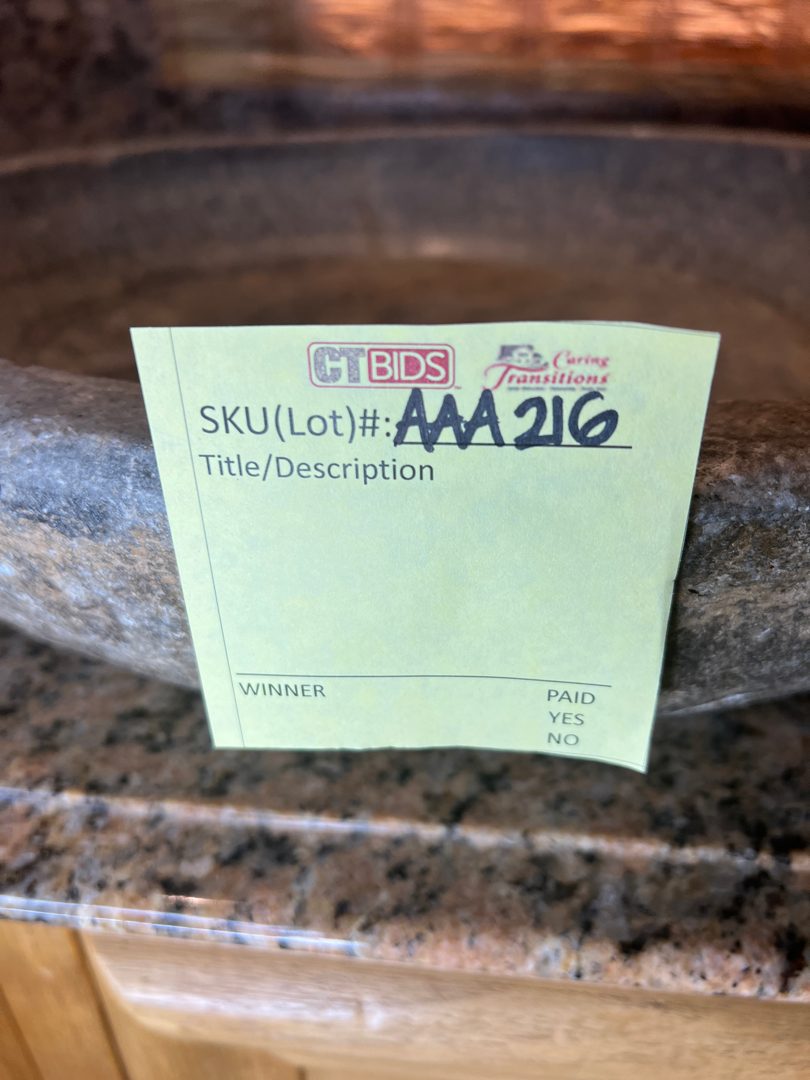 CTBIDS
Caring
Transitions
SKU(Lot)#: AAA216
Title/Description
WINNER
PAID
YES
NO